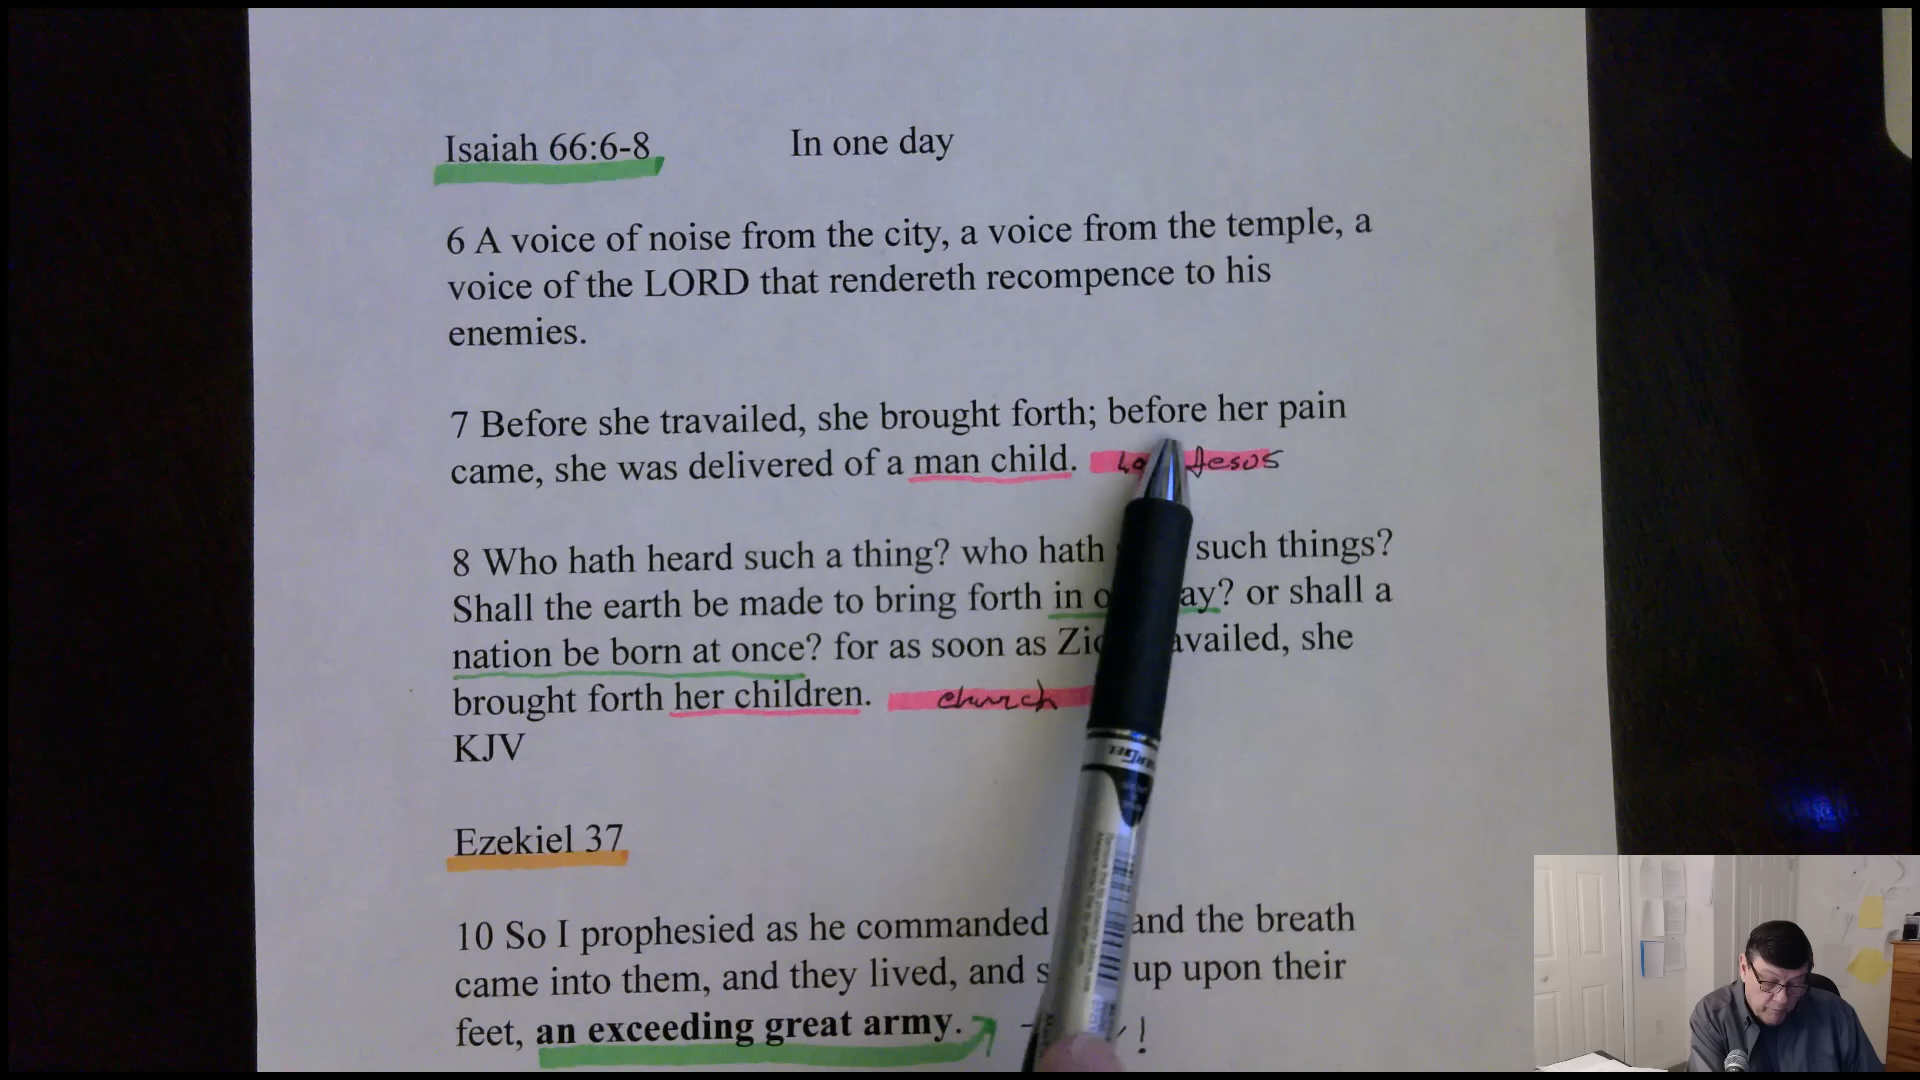 Isaiah 66:6-8 In one day
6 A voice of noise from the city, a voice from the temple, a
voice of the LORD that rendereth recompence to his
enemies.
7 Before she travailed, she brought forth; before her pain
came, she was delivered of a man child. Jesus
8 Who hath heard such a thing? who hath such things?
Shall the earth be made to bring forth in or shall a
nation be born at once? for as soon as she
brought forth her children. church
KJV
Ezekiel 37
10 So I prophesied as he commanded and the breath
came into them, and they lived, and up upon their
feet, an exceeding great army. !